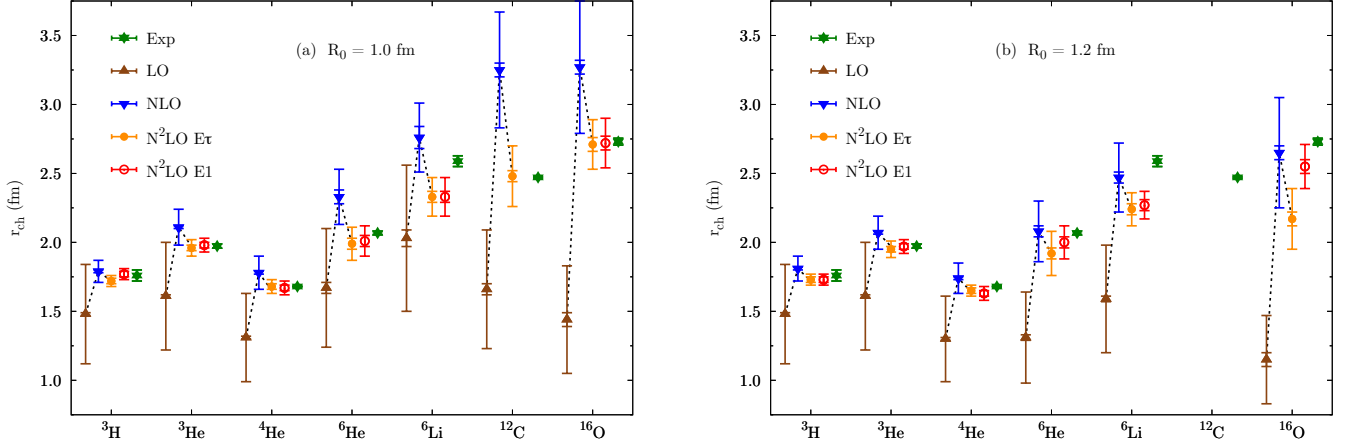 (a) R₀ = 1.0 fm
Exp
LO
NLO
N²LO Eτ
N²LO E1
r_ch (fm)
3.5
3.0
2.5
2.0
1.5
1.0
³H ³He ⁴He ⁶He ⁶Li ¹²C ¹⁶O
(b) R₀ = 1.2 fm
Exp
LO
NLO
N²LO Eτ
N²LO E1
r_ch (fm)
3.5
3.0
2.5
2.0
1.5
1.0
³H ³He ⁴He ⁶He ⁶Li ¹²C ¹⁶O